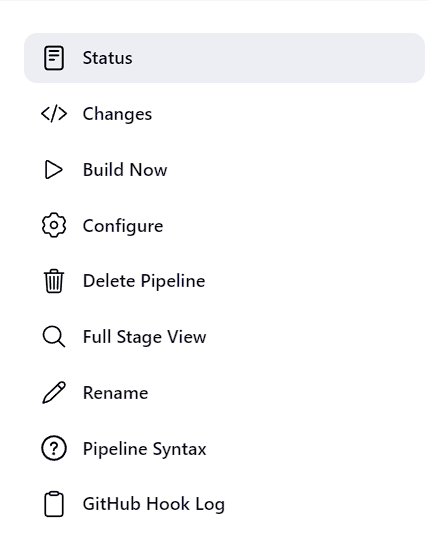 Status
Changes
Build Now
Configure
Delete Pipeline
Full Stage View
Rename
Pipeline Syntax
GitHub Hook Log